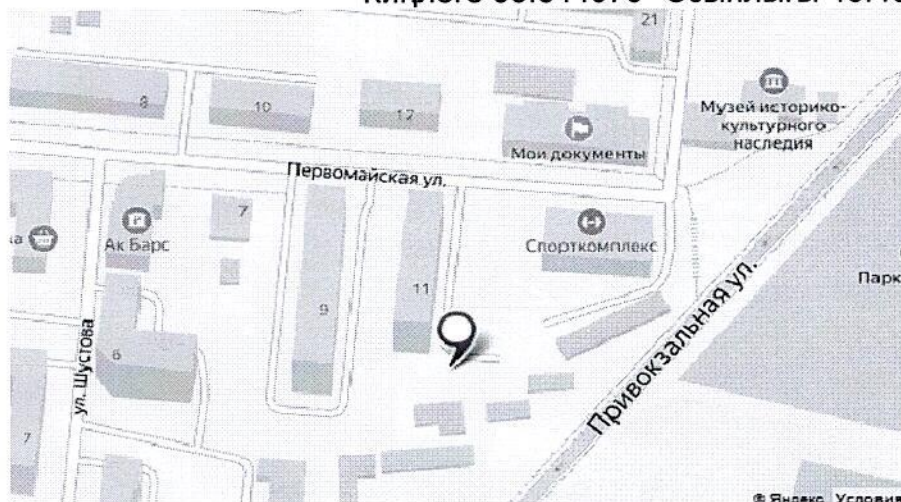 21
8
10
12
Музей историко-
культурного
наследия
Мои документы
Первомайская ул.
7
Ак Барс
Спорткомплекс
Парк
11
9
ул. Шустова
6
Привокзальная ул.
7
© Яндекс Условия